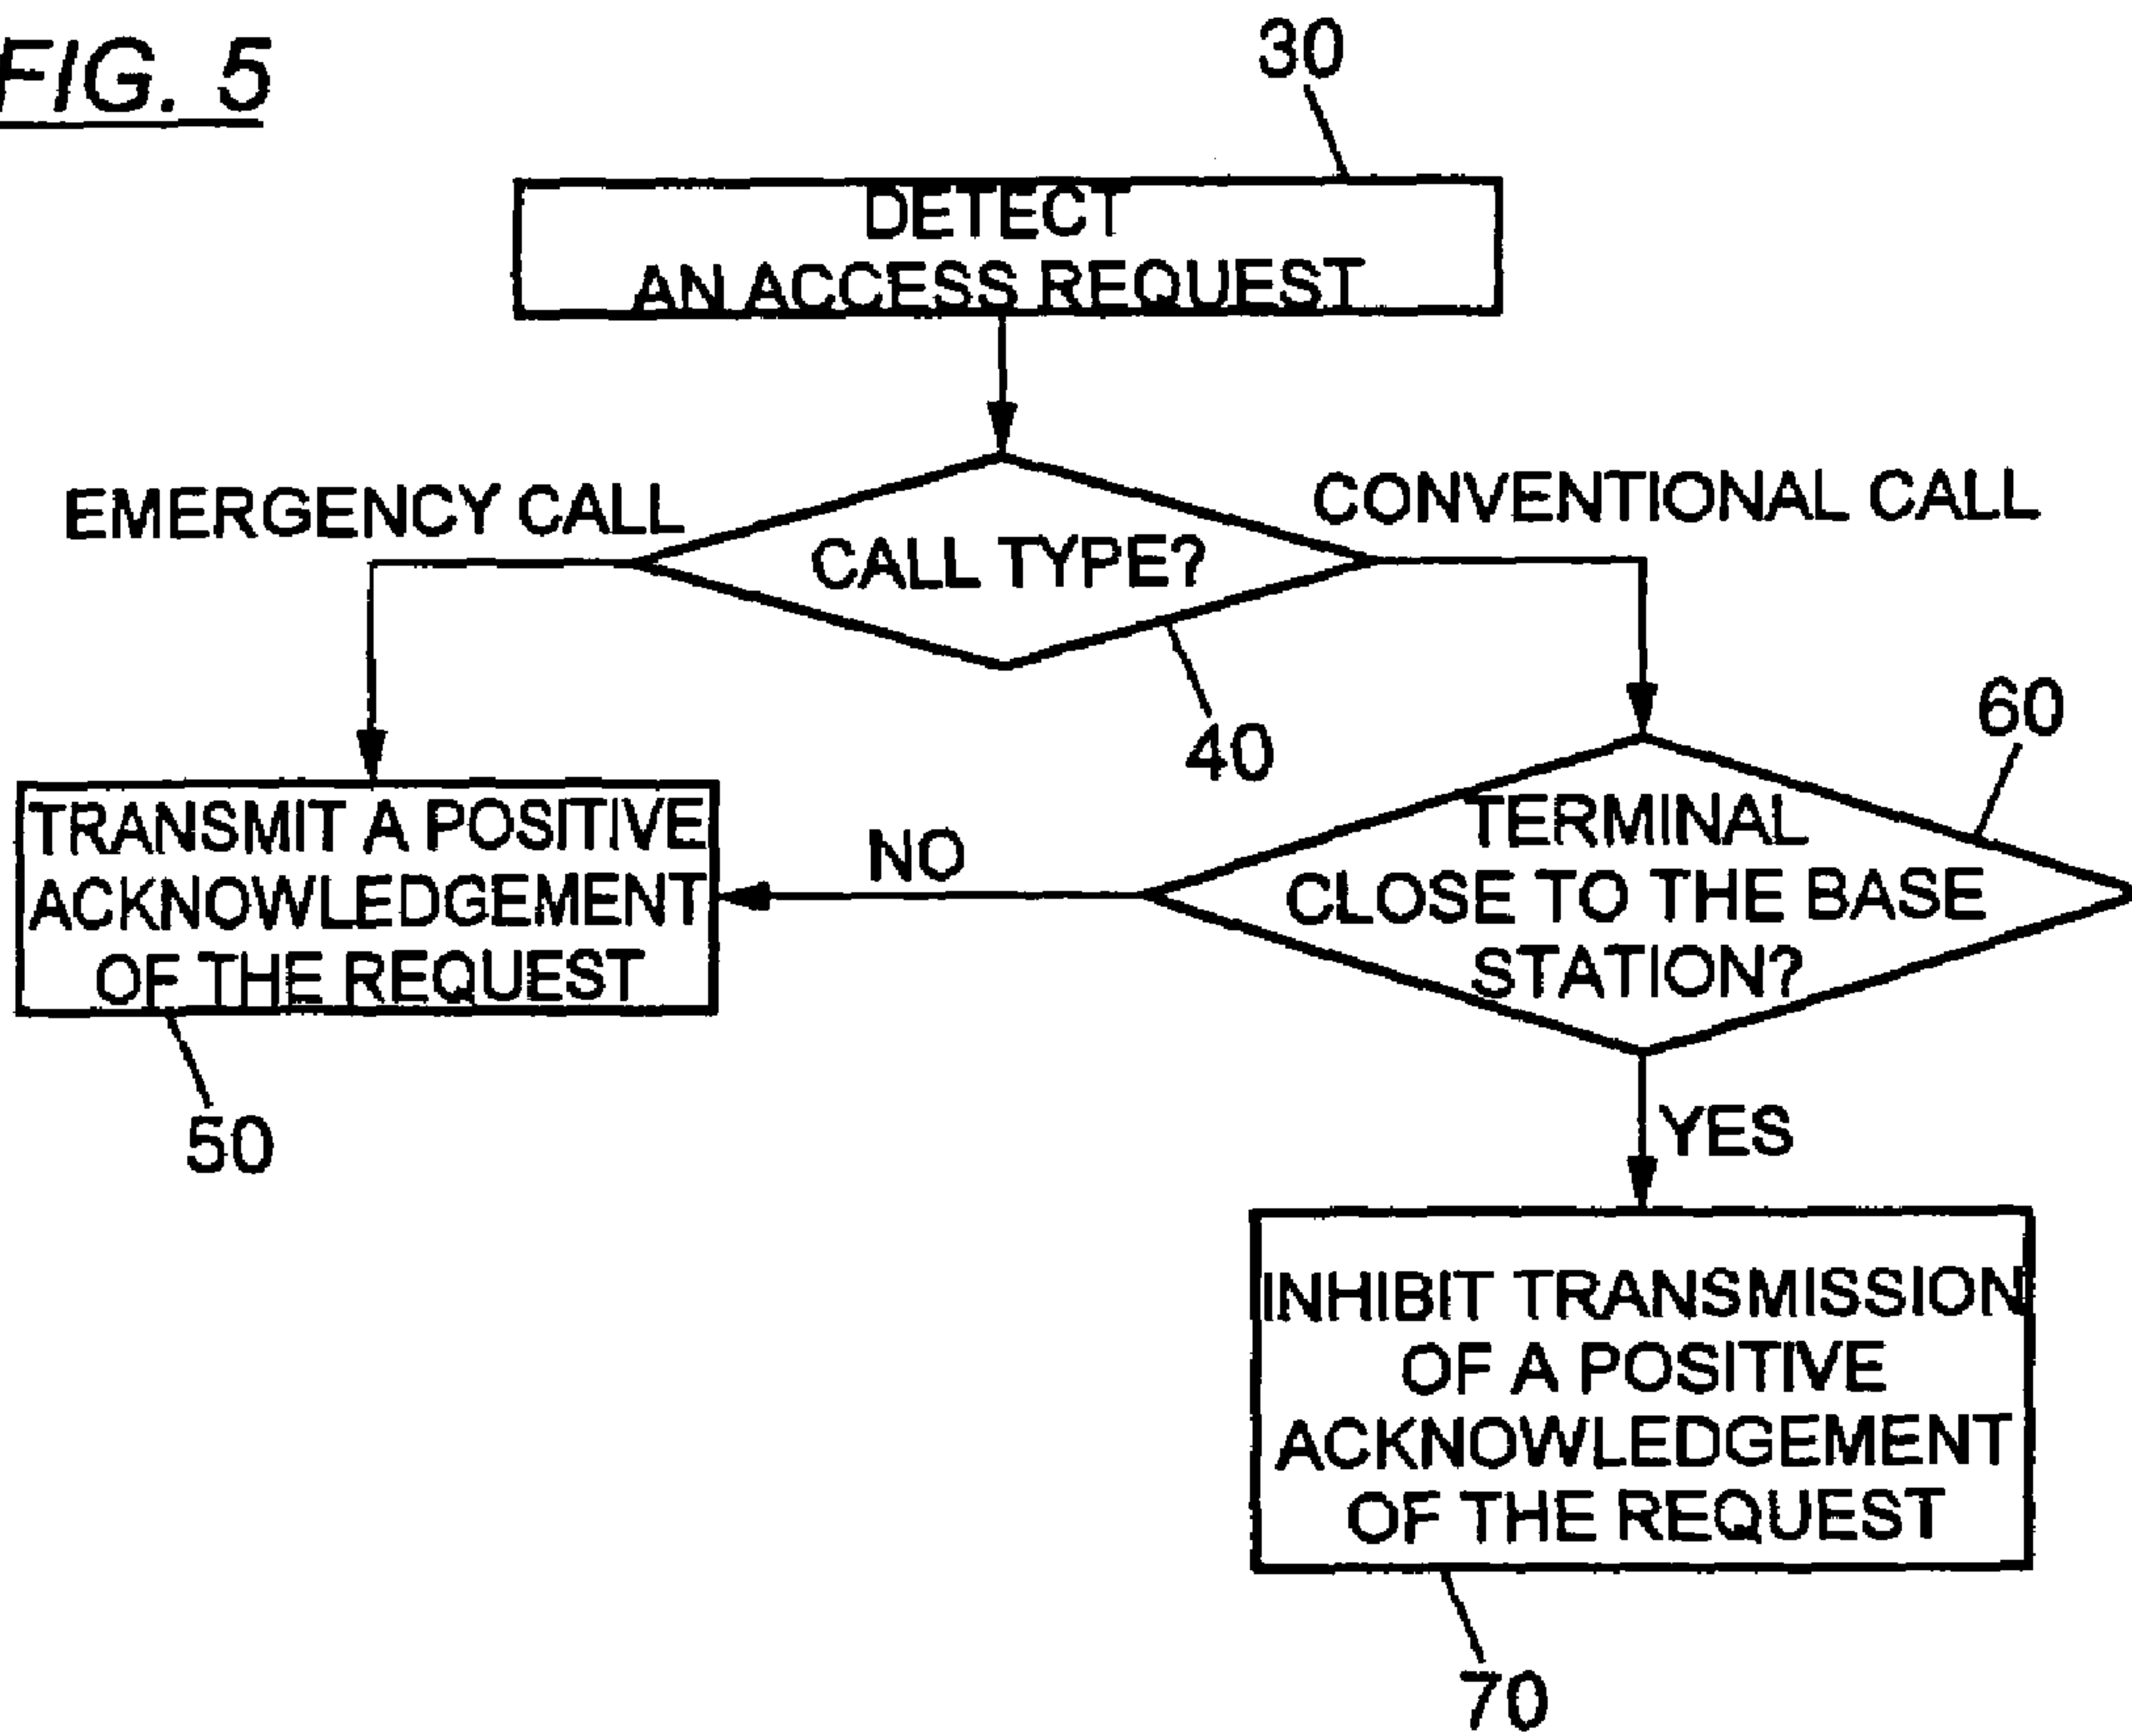 FIG. 5
30
DETECT
AN ACCESS REQUEST
EMERGENCY CALL
CONVENTIONAL CALL
CALL TYPE?
40
60
TRANSMIT A POSITIVE
ACKNOWLEDGEMENT
OF THE REQUEST
50
NO
TERMINAL
CLOSE TO THE BASE
STATION?
YES
INHIBIT TRANSMISSION
OF A POSITIVE
ACKNOWLEDGEMENT
OF THE REQUEST
70